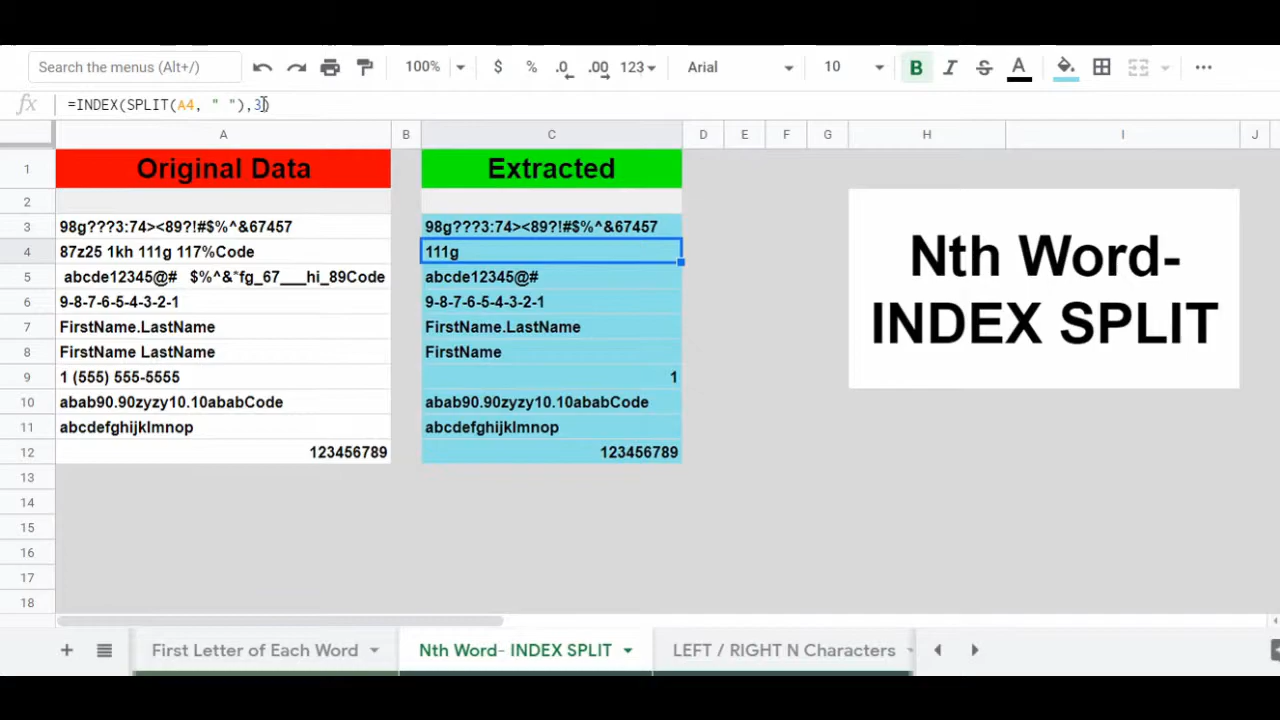 Search the menus (Alt+/) 100% $ % .0 .00 123 Arial 10 B I S A
fx =INDEX(SPLIT(A4, " "),3)
A B C D E F G H I J
1 Original Data Extracted
2
3 98g???3:74><89?!#$%^&67457 98g???3:74><89?!#$%^&67457
4 87z25 1kh 111g 117%Code 111g
5 abcde12345@# $%^&*fg_67___hi_89Code abcde12345@#
6 9-8-7-6-5-4-3-2-1 9-8-7-6-5-4-3-2-1
7 FirstName.LastName FirstName.LastName
8 FirstName LastName FirstName
9 1 (555) 555-5555 1
10 abab90.90zyzy10.10ababCode abab90.90zyzy10.10ababCode
11 abcdefghijklmnop abcdefghijklmnop
12 123456789 123456789
13
14
15
16
17
18
Nth Word-
INDEX SPLIT
First Letter of Each Word Nth Word- INDEX SPLIT LEFT / RIGHT N Characters